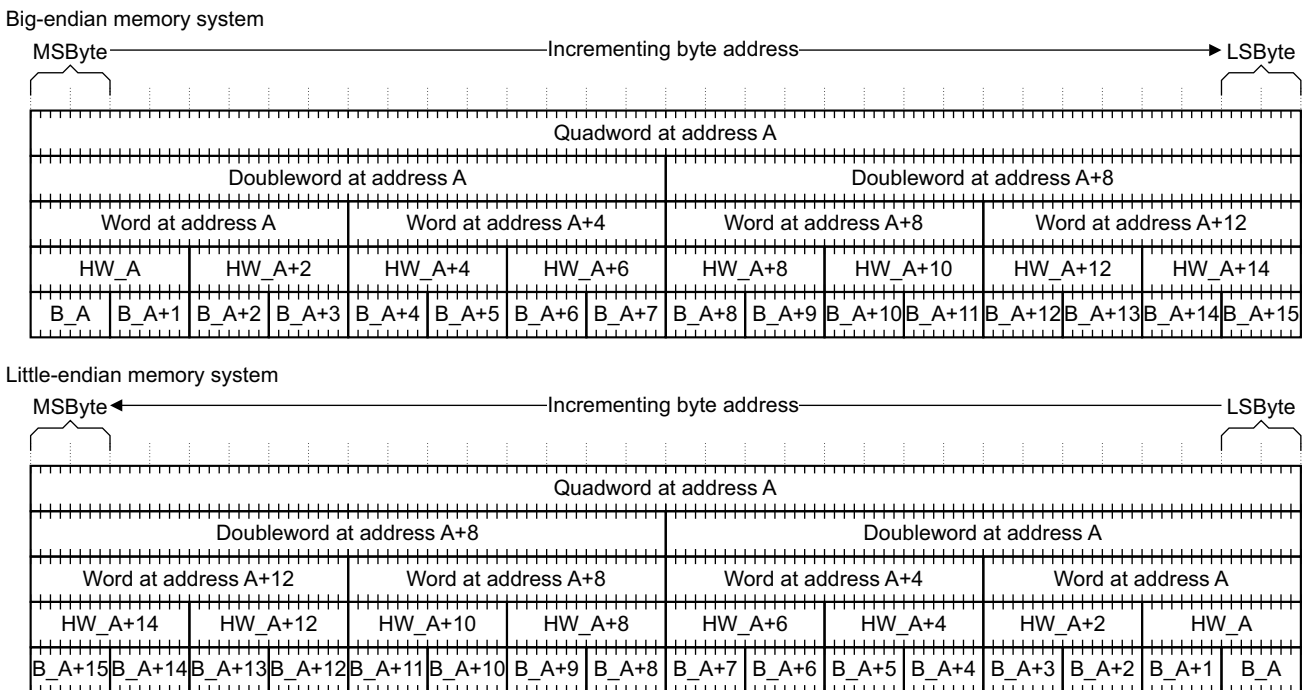 Big-endian memory system
MSByte Incrementing byte address LSByte
Quadword at address A
Doubleword at address A Doubleword at address A+8
Word at address A Word at address A+4 Word at address A+8 Word at address A+12
HW_A HW_A+2 HW_A+4 HW_A+6 HW_A+8 HW_A+10 HW_A+12 HW_A+14
B_A B_A+1 B_A+2 B_A+3 B_A+4 B_A+5 B_A+6 B_A+7 B_A+8 B_A+9 B_A+10 B_A+11 B_A+12 B_A+13 B_A+14 B_A+15
Little-endian memory system
MSByte Incrementing byte address LSByte
Quadword at address A
Doubleword at address A+8 Doubleword at address A
Word at address A+12 Word at address A+8 Word at address A+4 Word at address A
HW_A+14 HW_A+12 HW_A+10 HW_A+8 HW_A+6 HW_A+4 HW_A+2 HW_A
B_A+15 B_A+14 B_A+13 B_A+12 B_A+11 B_A+10 B_A+9 B_A+8 B_A+7 B_A+6 B_A+5 B_A+4 B_A+3 B_A+2 B_A+1 B_A